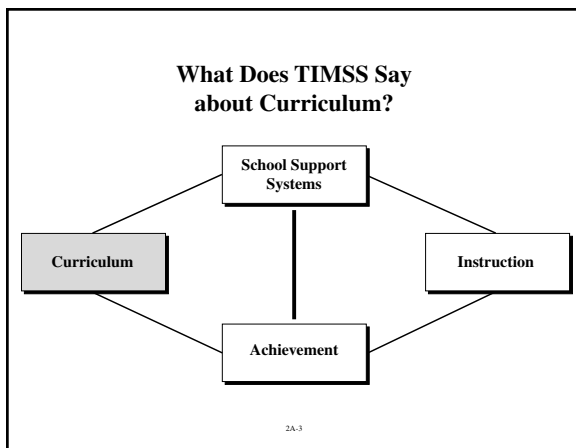 What Does TIMSS Say
about Curriculum?
School Support
Systems
Curriculum
Instruction
Achievement
2A-3